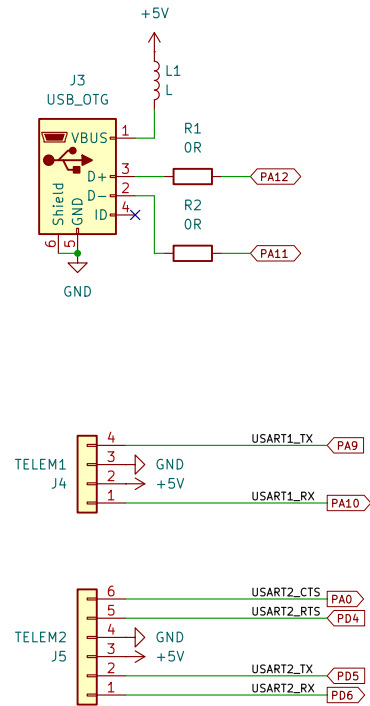 +5V
L1
L
J3
USB_OTG
R1
0R
VBUS 1
D+ 3
PA12
D- 2
R2
0R
ID 4
Shield
GND
6
5
PA11
GND
4 USART1_TX PA9
TELEM1 3 GND
J4 2 +5V
1 USART1_RX PA10
6 USART2_CTS PA0
5 USART2_RTS PD4
4 GND
TELEM2
J5 3 +5V
2 USART2_TX PD5
1 USART2_RX PD6